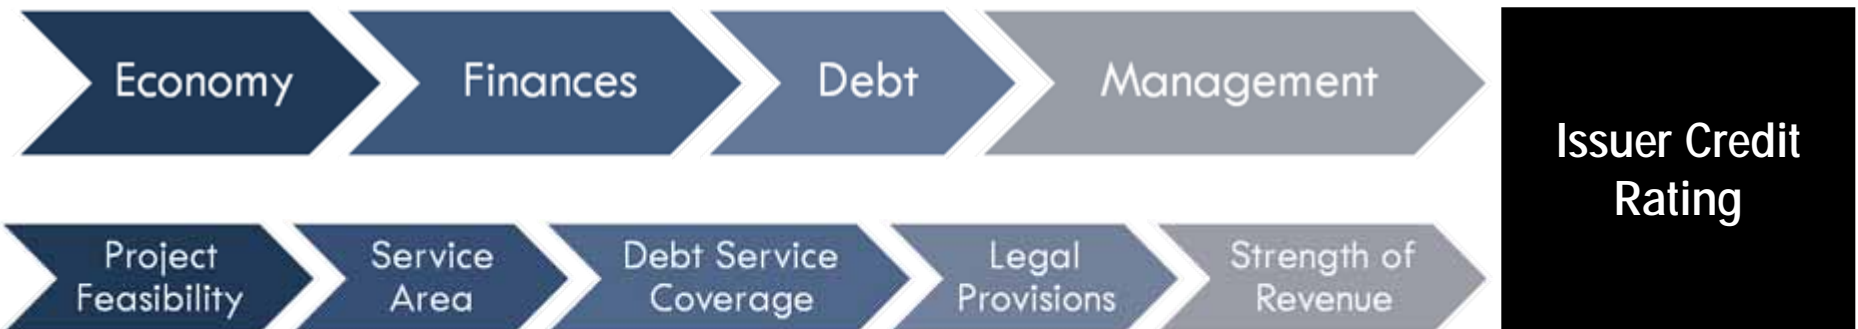 Economy
Finances
Debt
Management
Issuer Credit
Rating
Project
Feasibility
Service
Area
Debt Service
Coverage
Legal
Provisions
Strength of
Revenue